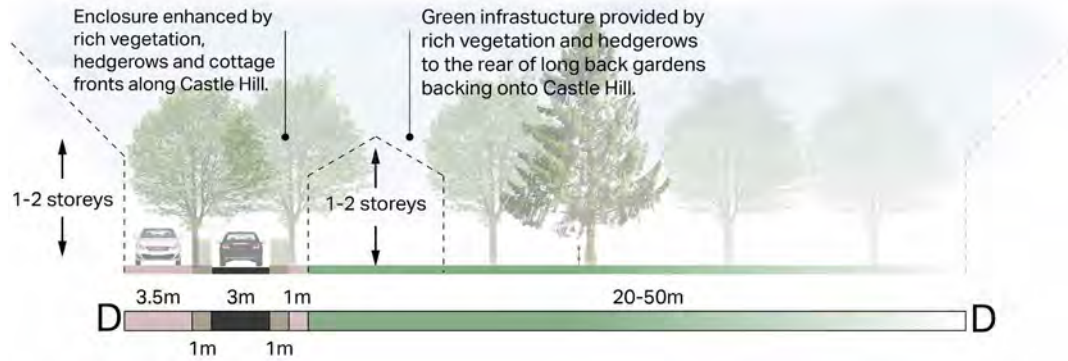 Enclosure enhanced by
rich vegetation,
hedgerows and cottage
fronts along Castle Hill.
Green infrastucture provided by
rich vegetation and hedgerows
to the rear of long back gardens
backing onto Castle Hill.
1-2 storeys
1-2 storeys
3.5m
3m
1m
20-50m
D
D
1m
1m